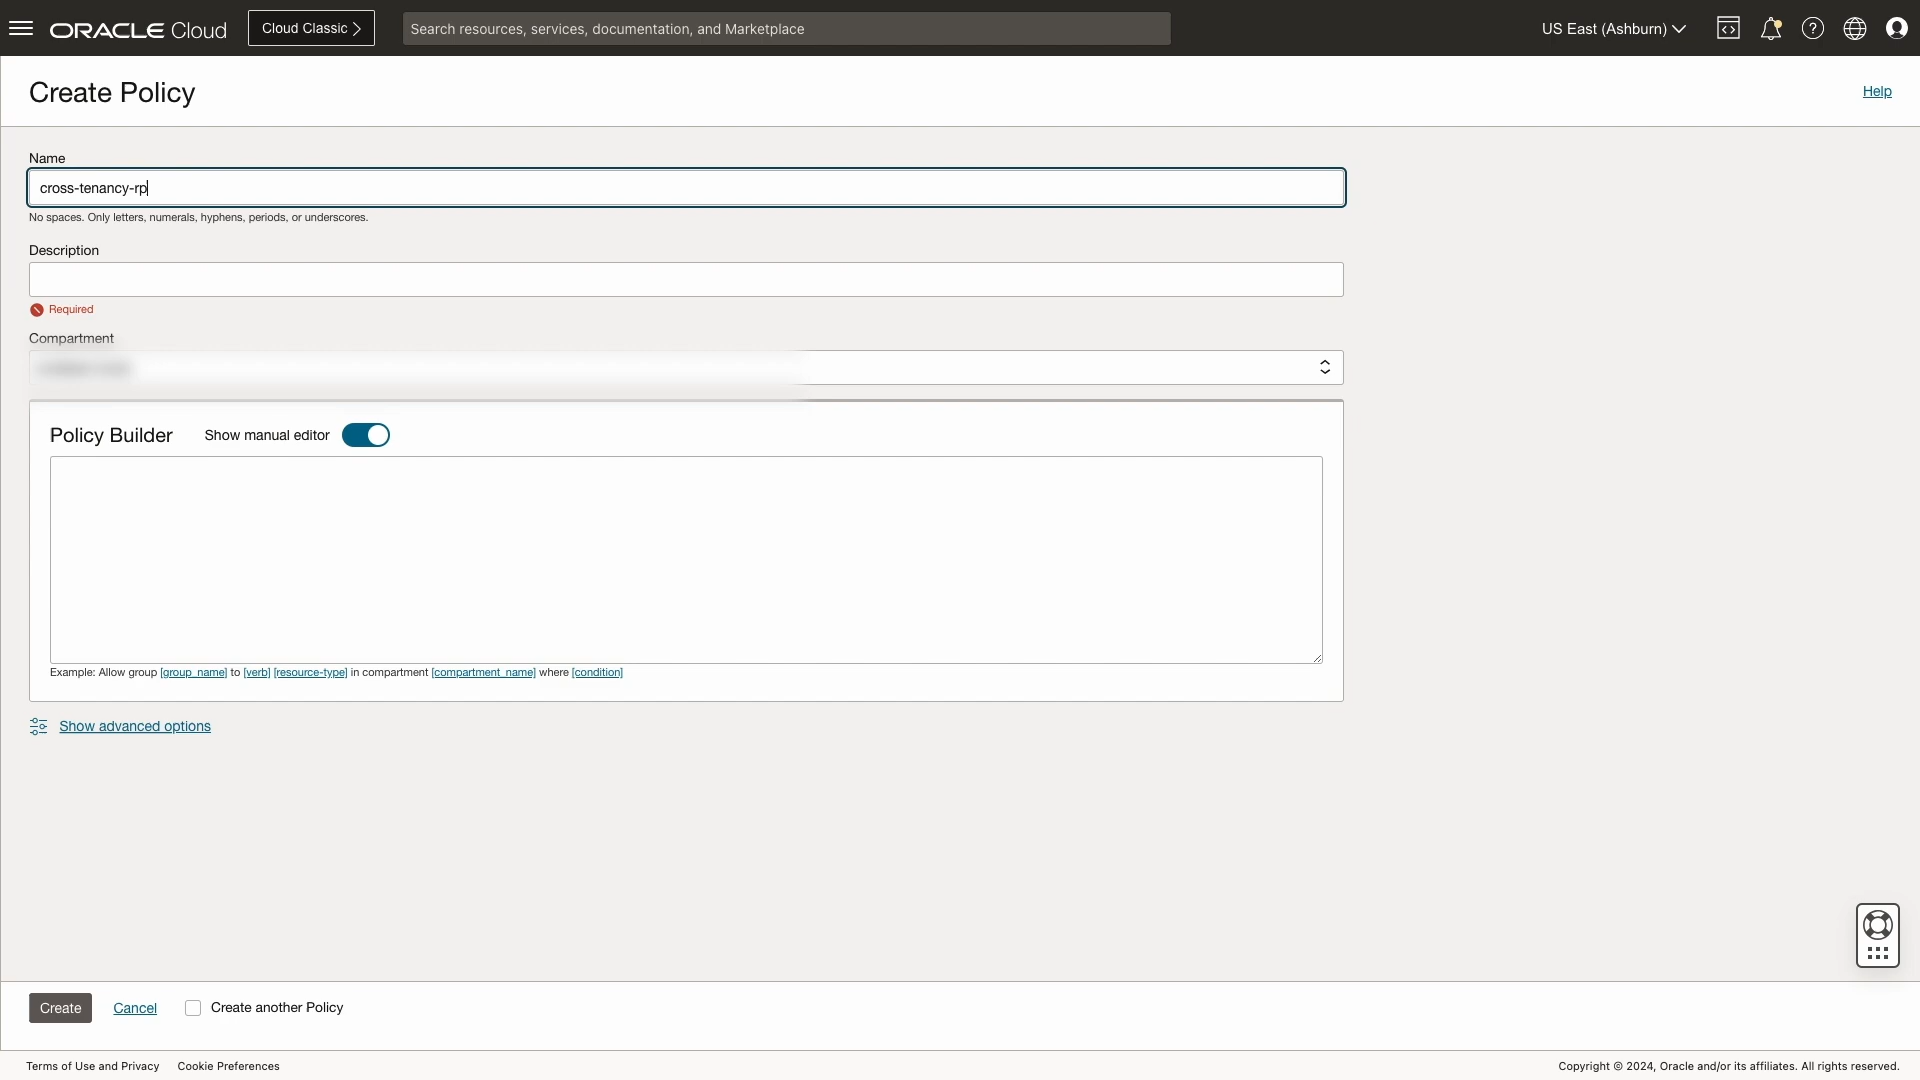 ORACLE Cloud
Cloud Classic
Search resources, services, documentation, and Marketplace
US East (Ashburn)
Create Policy
Help
Name
cross-tenancy-rp
No spaces. Only letters, numerals, hyphens, periods, or underscores.
Description
Required
Compartment
Policy Builder
Show manual editor
Example: Allow group [group_name] to [verb] [resource-type] in compartment [compartment_name] where [condition]
Show advanced options
Create
Cancel
Create another Policy
Terms of Use and Privacy
Cookie Preferences
Copyright © 2024, Oracle and/or its affiliates. All rights reserved.